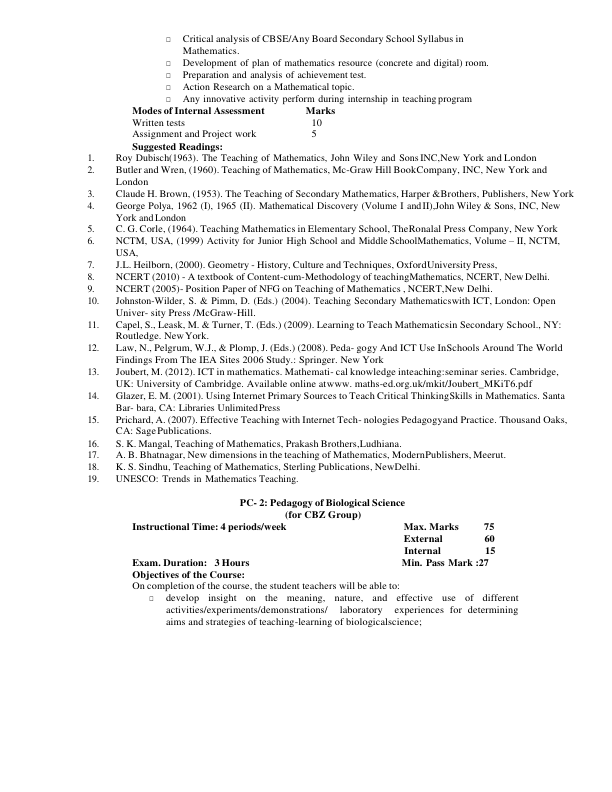 □ Critical analysis of CBSE/Any Board Secondary School Syllabus in
Mathematics.
□ Development of plan of mathematics resource (concrete and digital) room.
□ Preparation and analysis of achievement test.
□ Action Research on a Mathematical topic.
□ Any innovative activity perform during internship in teaching program
Modes of Internal Assessment Marks
Written tests 10
Assignment and Project work 5
Suggested Readings:
1. Roy Dubisch(1963). The Teaching of Mathematics, John Wiley and Sons INC,New York and London
2. Butler and Wren, (1960). Teaching of Mathematics, Mc-Graw Hill BookCompany, INC, New York and
London
3. Claude H. Brown, (1953). The Teaching of Secondary Mathematics, Harper &Brothers, Publishers, New York
4. George Polya, 1962 (I), 1965 (II). Mathematical Discovery (Volume I andII),John Wiley & Sons, INC, New
York andLondon
5. C. G. Corle, (1964). Teaching Mathematics in Elementary School, TheRonalal Press Company, New York
6. NCTM, USA, (1999) Activity for Junior High School and Middle SchoolMathematics, Volume – II, NCTM,
USA,
7. J.L. Heilborn, (2000). Geometry - History, Culture and Techniques, OxfordUniversity Press,
8. NCERT (2010) - A textbook of Content-cum-Methodology of teachingMathematics, NCERT, New Delhi.
9. NCERT (2005)- Position Paper of NFG on Teaching of Mathematics , NCERT,New Delhi.
10. Johnston-Wilder, S. & Pimm, D. (Eds.) (2004). Teaching Secondary Mathematicswith ICT, London: Open
Univer- sity Press /McGraw-Hill.
11. Capel, S., Leask, M. & Turner, T. (Eds.) (2009). Learning to Teach Mathematicsin Secondary School., NY:
Routledge. New York.
12. Law, N., Pelgrum, W.J., & Plomp, J. (Eds.) (2008). Peda- gogy And ICT Use InSchools Around The World
Findings From The IEA Sites 2006 Study.: Springer. New York
13. Joubert, M. (2012). ICT in mathematics. Mathemati- cal knowledge inteaching:seminar series. Cambridge,
UK: University of Cambridge. Available online atwww. maths-ed.org.uk/mkit/Joubert_MKiT6.pdf
14. Glazer, E. M. (2001). Using Internet Primary Sources to Teach Critical ThinkingSkills in Mathematics. Santa
Bar- bara, CA: Libraries UnlimitedPress
15. Prichard, A. (2007). Effective Teaching with Internet Tech- nologies Pedagogyand Practice. Thousand Oaks,
CA: Sage Publications.
16. S. K. Mangal, Teaching of Mathematics, Prakash Brothers,Ludhiana.
17. A. B. Bhatnagar, New dimensions in the teaching of Mathematics, ModernPublishers, Meerut.
18. K. S. Sindhu, Teaching of Mathematics, Sterling Publications, NewDelhi.
19. UNESCO: Trends in Mathematics Teaching.
PC- 2: Pedagogy of Biological Science
(for CBZ Group)
Instructional Time: 4 periods/week Max. Marks 75
External 60
Internal 15
Exam. Duration: 3 Hours Min. Pass Mark :27
Objectives of the Course:
On completion of the course, the student teachers will be able to:
□ develop insight on the meaning, nature, and effective use of different
activities/experiments/demonstrations/ laboratory experiences for determining
aims and strategies of teaching-learning of biologicalscience;